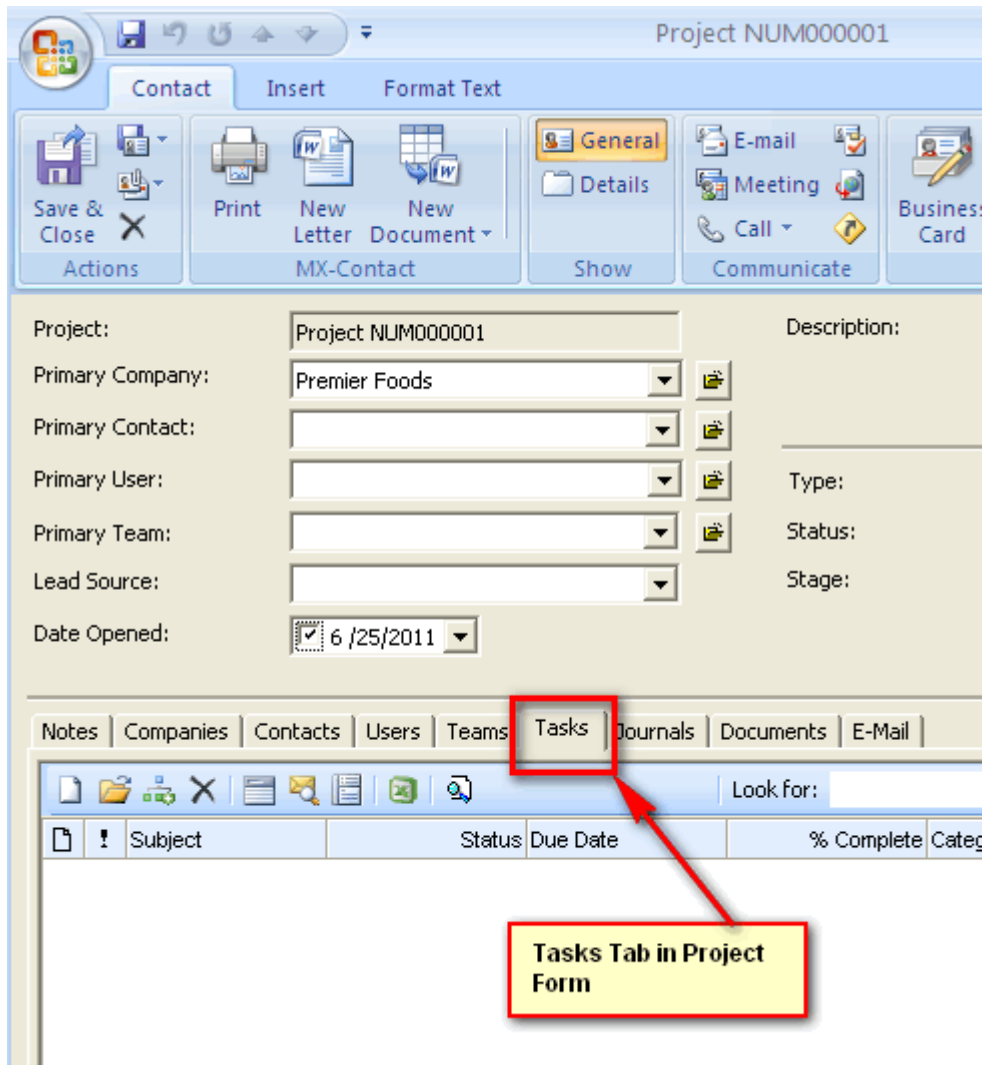 Project NUM000001
Contact Insert Format Text
Save & Close
Print
New Letter
New Document
General
Details
E-mail
Meeting
Call
Business Card
Actions MX-Contact Show Communicate
Project: Project NUM000001 Description:
Primary Company: Premier Foods
Primary Contact:
Primary User: Type:
Primary Team: Status:
Lead Source: Stage:
Date Opened: 6 /25/2011
Notes Companies Contacts Users Teams Tasks Journals Documents E-Mail
Look for:
! Subject Status Due Date % Complete Categ
Tasks Tab in Project
Form